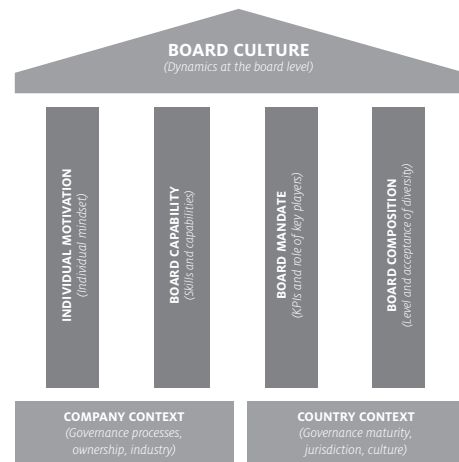 BOARD CULTURE
(Dynamics at the board level)
INDIVIDUAL MOTIVATION
(Individual mindset)
BOARD CAPABILITY
(Skills and capabilities)
BOARD MANDATE
(KPIs and role of key players)
BOARD COMPOSITION
(Level and acceptance of diversity)
COMPANY CONTEXT
(Governance processes,
ownership, industry)
COUNTRY CONTEXT
(Governance maturity,
jurisdiction, culture)